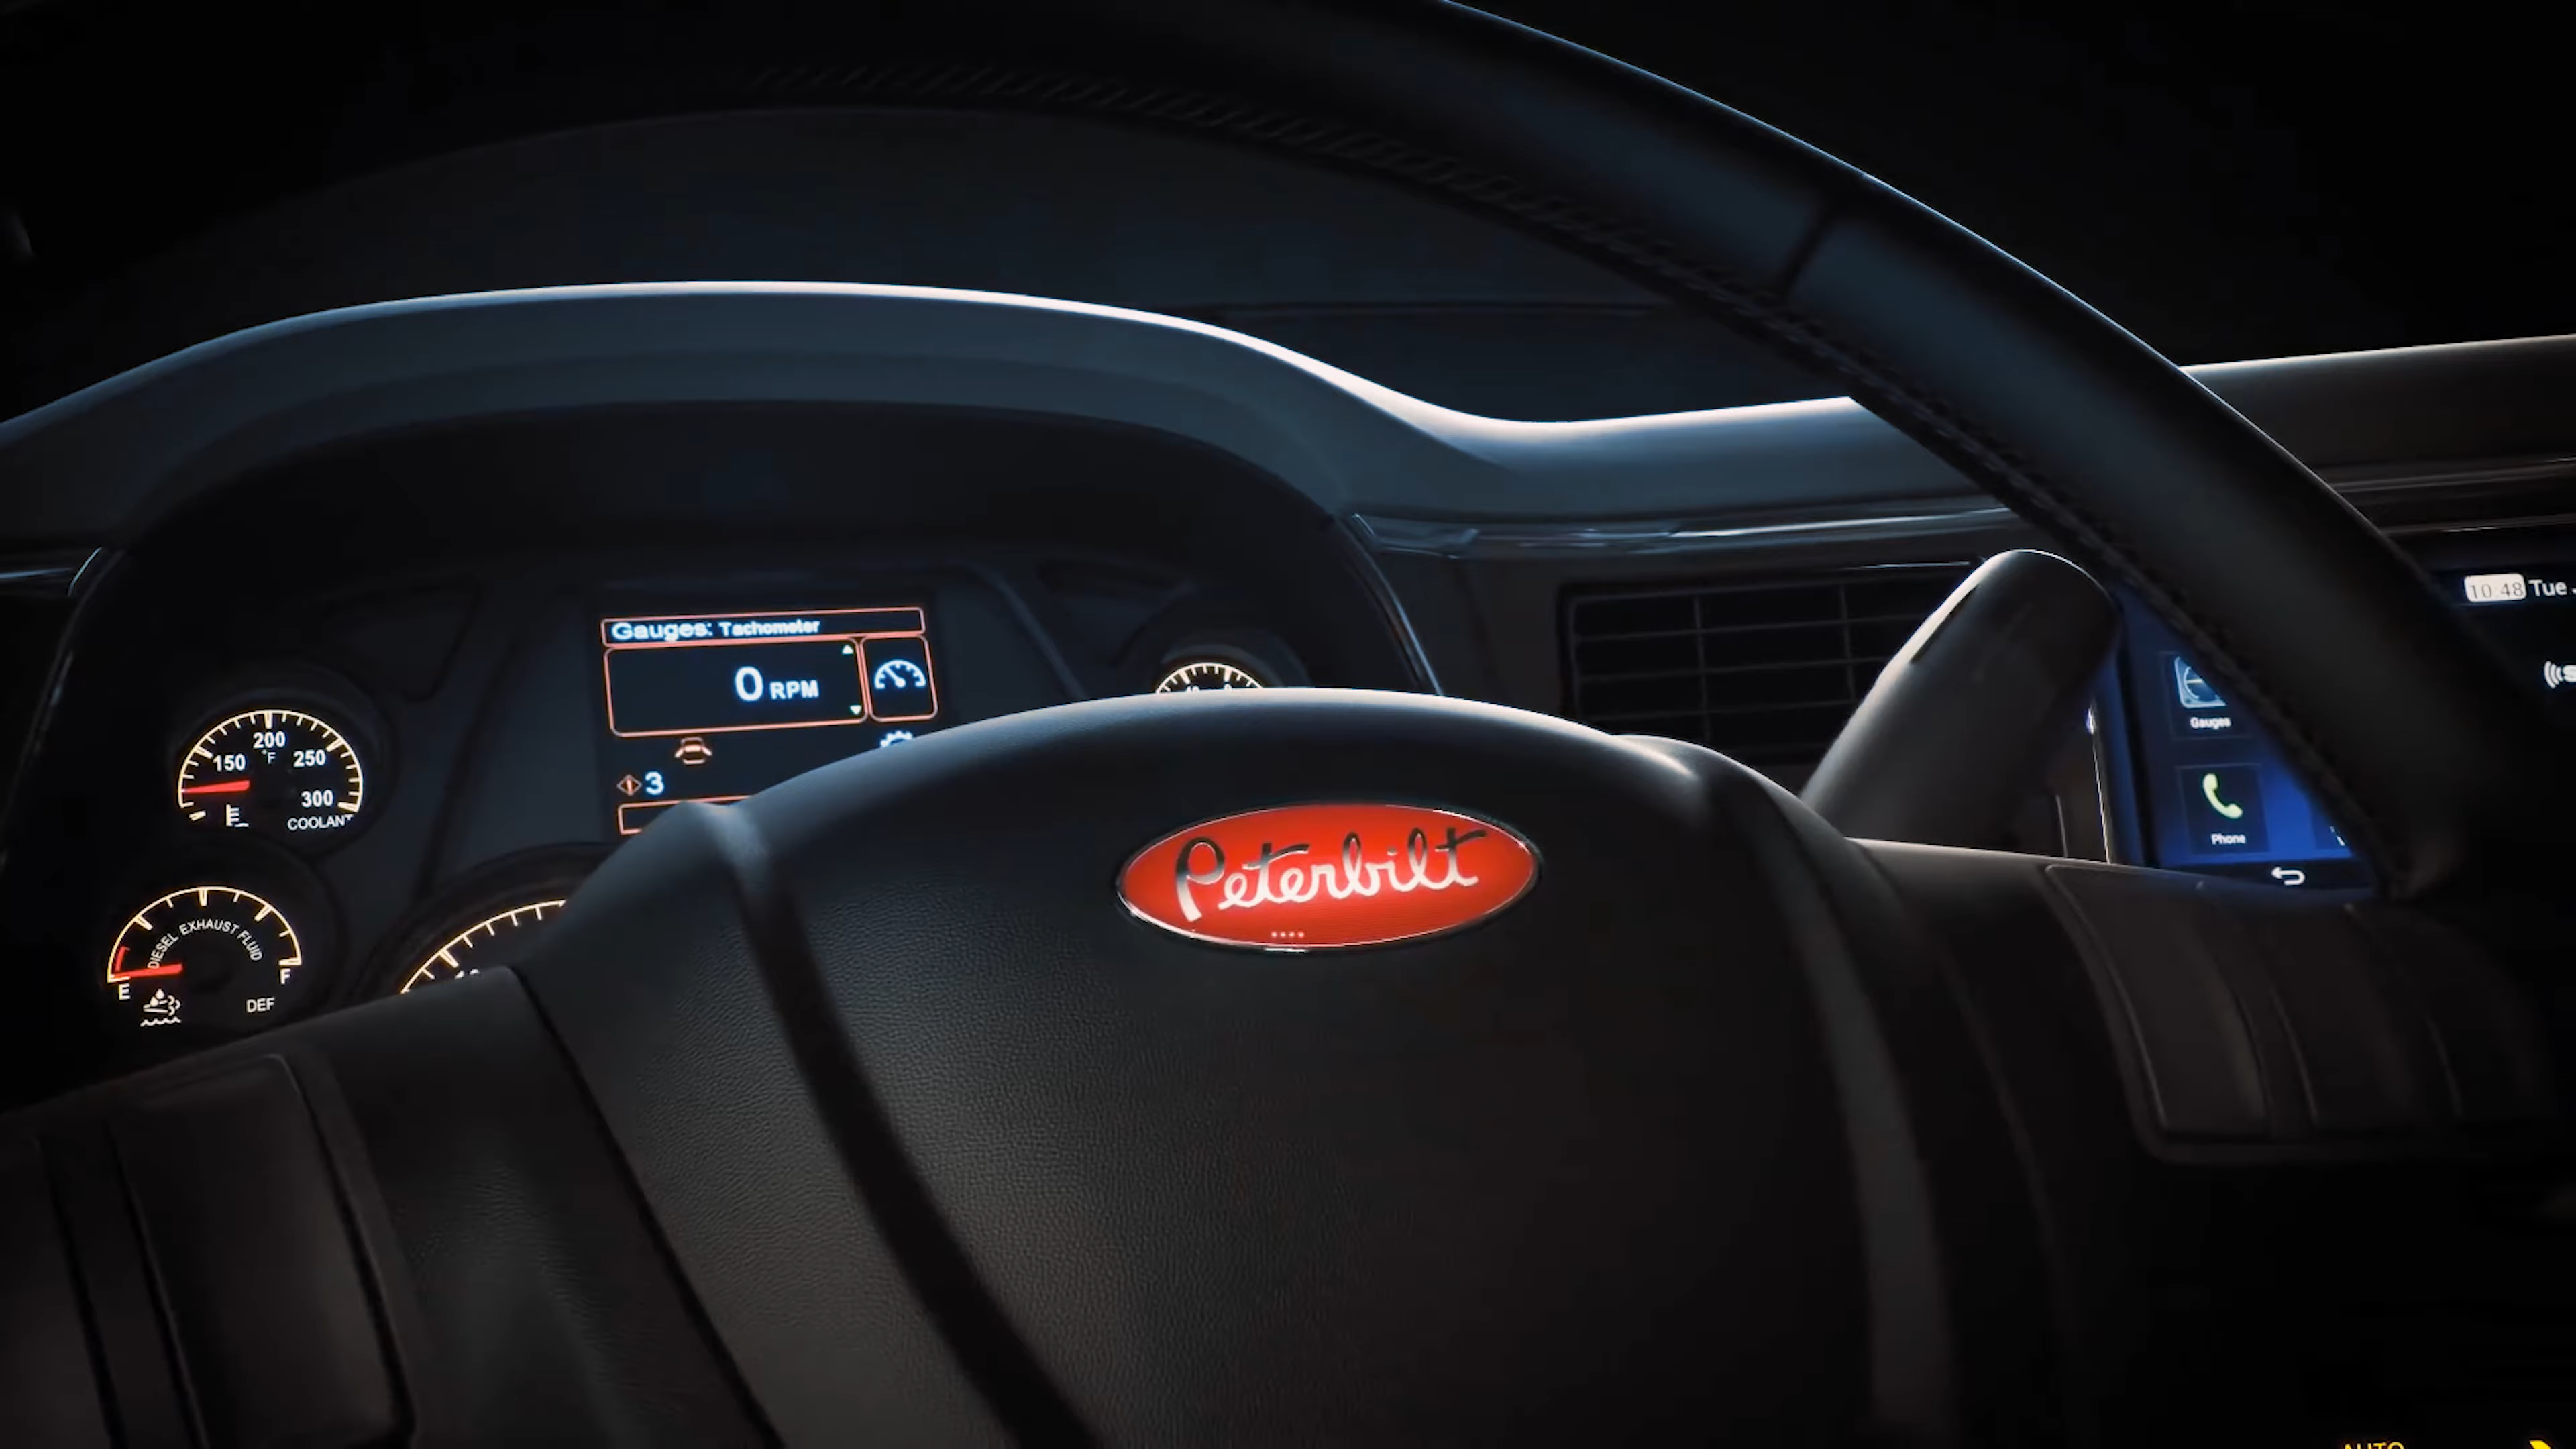 Gauges: Tachometer
0 RPM
3
200
°F
150
250
300
COOLANT
DIESEL EXHAUST FLUID
E
F
DEF
Peterbilt
10:48 Tue
Gauges
Phone
AUTO